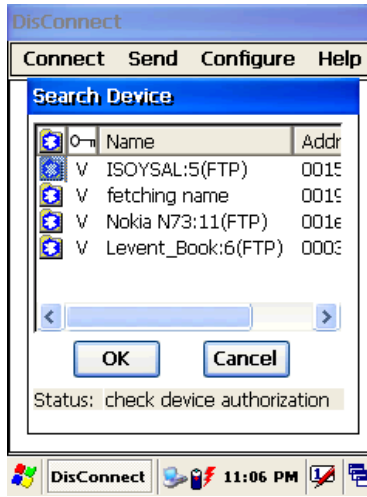 DisConnect
Connect Send Configure Help
Search Device
Name Addr
V ISOYSAL:5(FTP) 0015
V fetching name 0019
V Nokia N73:11(FTP) 001e
V Levent_Book:6(FTP) 0003
OK Cancel
Status: check device authorization
DisConnect 11:06 PM